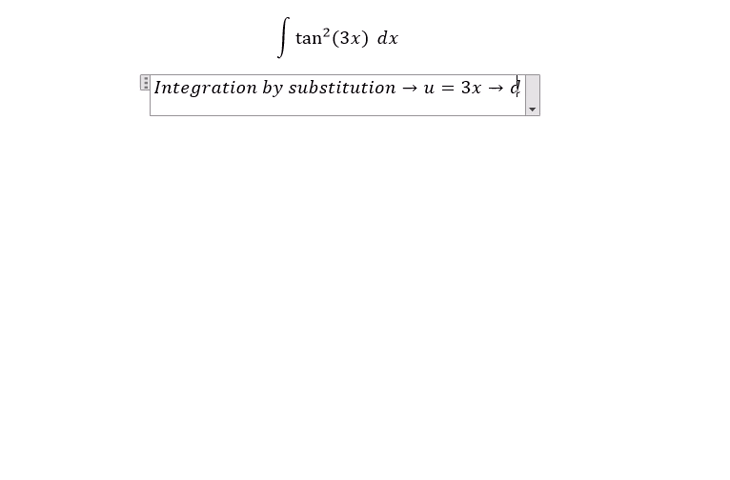 ∫ tan²(3x) dx
Integration by substitution → u = 3x → d